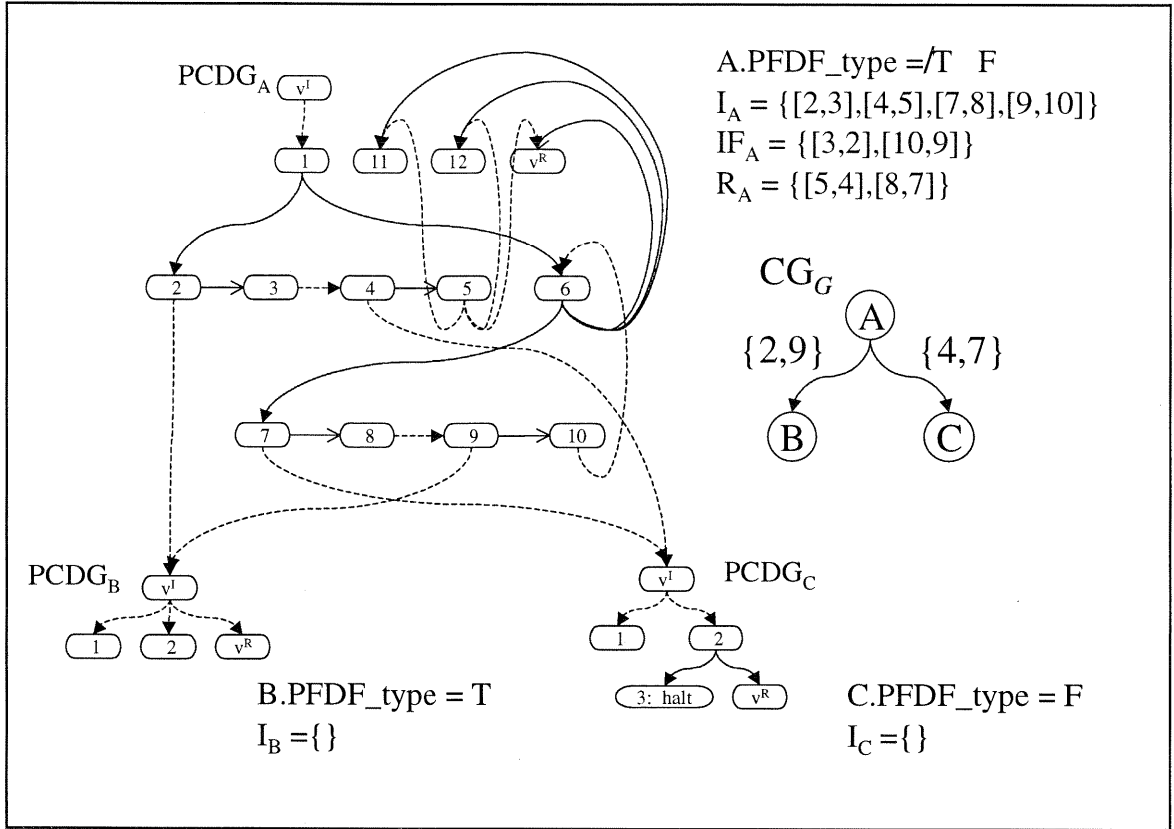 PCDG_A
v^I
1
11
12
v^R
A.PFDF_type =/T F
I_A = {[2,3],[4,5],[7,8],[9,10]}
IF_A = {[3,2],[10,9]}
R_A = {[5,4],[8,7]}
2
3
4
5
6
CG_G
A
{2,9}
{4,7}
B
C
7
8
9
10
PCDG_B
v^I
1
2
v^R
PCDG_C
v^I
1
2
3: halt
v^R
B.PFDF_type = T
I_B ={}
C.PFDF_type = F
I_C ={}